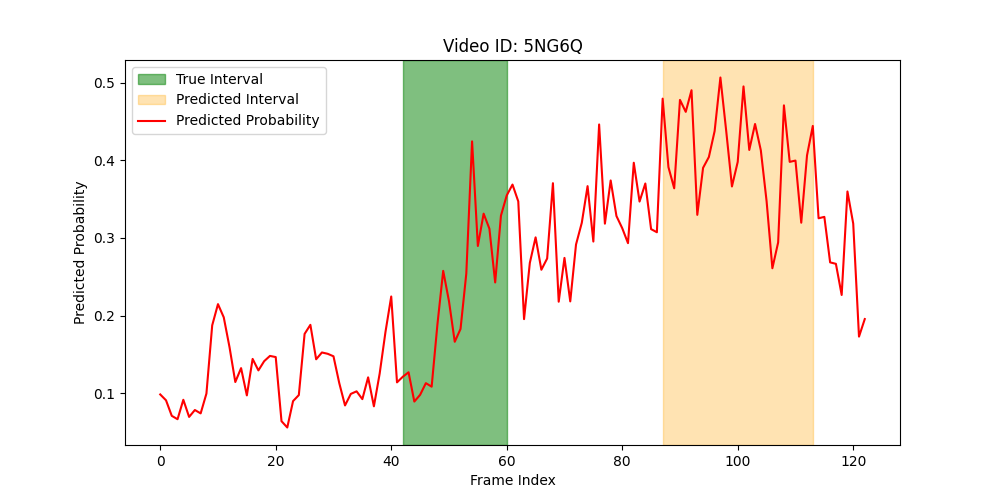 Video ID: 5NG6Q
True Interval
Predicted Interval
Predicted Probability
Predicted Probability
0.5
0.4
0.3
0.2
0.1
0 20 40 60 80 100 120
Frame Index